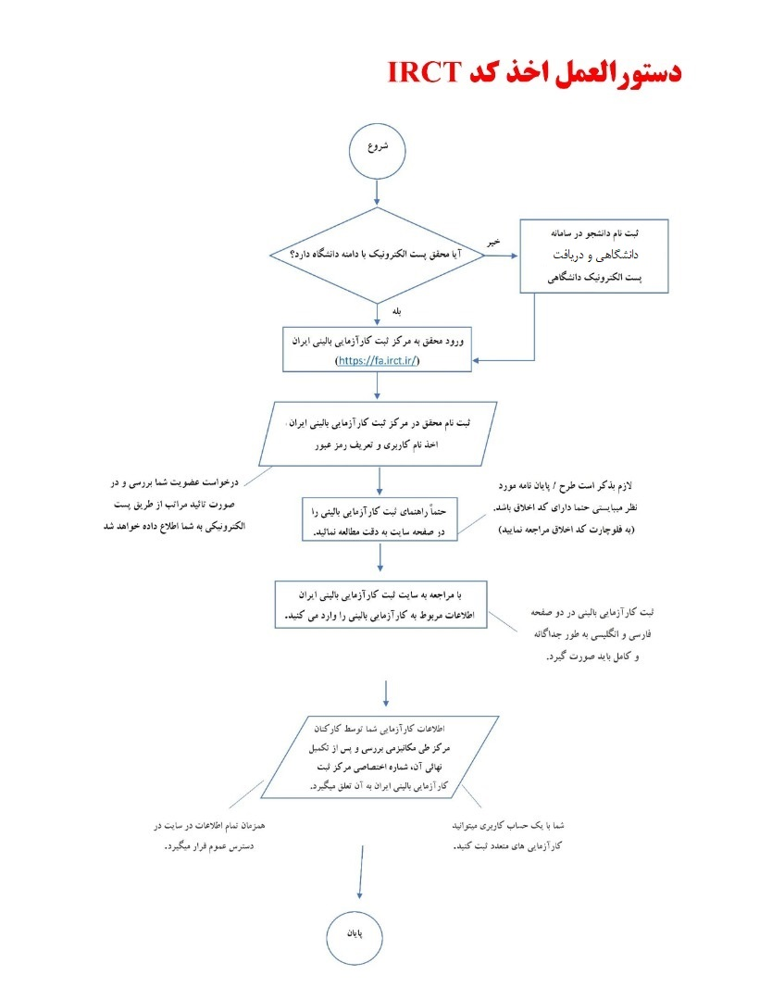 دستورالعمل اخذ کد IRCT
شروع
آیا محقق پست الکترونیک با دامنه دانشگاه دارد؟
خیر
ثبت نام دانشجو در سامانه
دانشگاهی و دریافت
پست الکترونیک دانشگاهی
بله
ورود محقق به مرکز ثبت کارآزمایی بالینی ایران
(https://fa.irct.ir/)
ثبت نام محقق در مرکز ثبت کارآزمایی بالینی ایران ،
اخذ نام کاربری و تعریف رمز عبور
درخواست عضویت شما بررسی و در
صورت تائید مراتب از طریق پست
الکترونیکی به شما اطلاع داده خواهد شد
حتماً راهنمای ثبت کارآزمایی بالینی را
در صفحه سایت به دقت مطالعه نمائید.
لازم بذکر است طرح / پایان نامه مورد
نظر میبایستی حتما دارای کد اخلاق باشد.
(به فلوچارت کد اخلاق مراجعه نمایید)
با مراجعه به سایت ثبت کارآزمایی بالینی ایران
اطلاعات مربوط به کارآزمایی بالینی را وارد می کنید.
ثبت کارآزمایی بالینی در دو صفحه
فارسی و انگلیسی به طور جداگانه
و کامل باید صورت گیرد.
اطلاعات کارآزمایی شما توسط کارکنان
مرکز طی مکانیزمی بررسی و پس از تکمیل
نهائی آن، شماره اختصاصی مرکز ثبت
کارآزمایی بالینی ایران به آن تعلق میگیرد.
شما با یک حساب کاربری میتوانید
کارآزمایی های متعدد ثبت کنید.
همزمان تمام اطلاعات در سایت در
دسترس عموم قرار میگیرد.
پایان